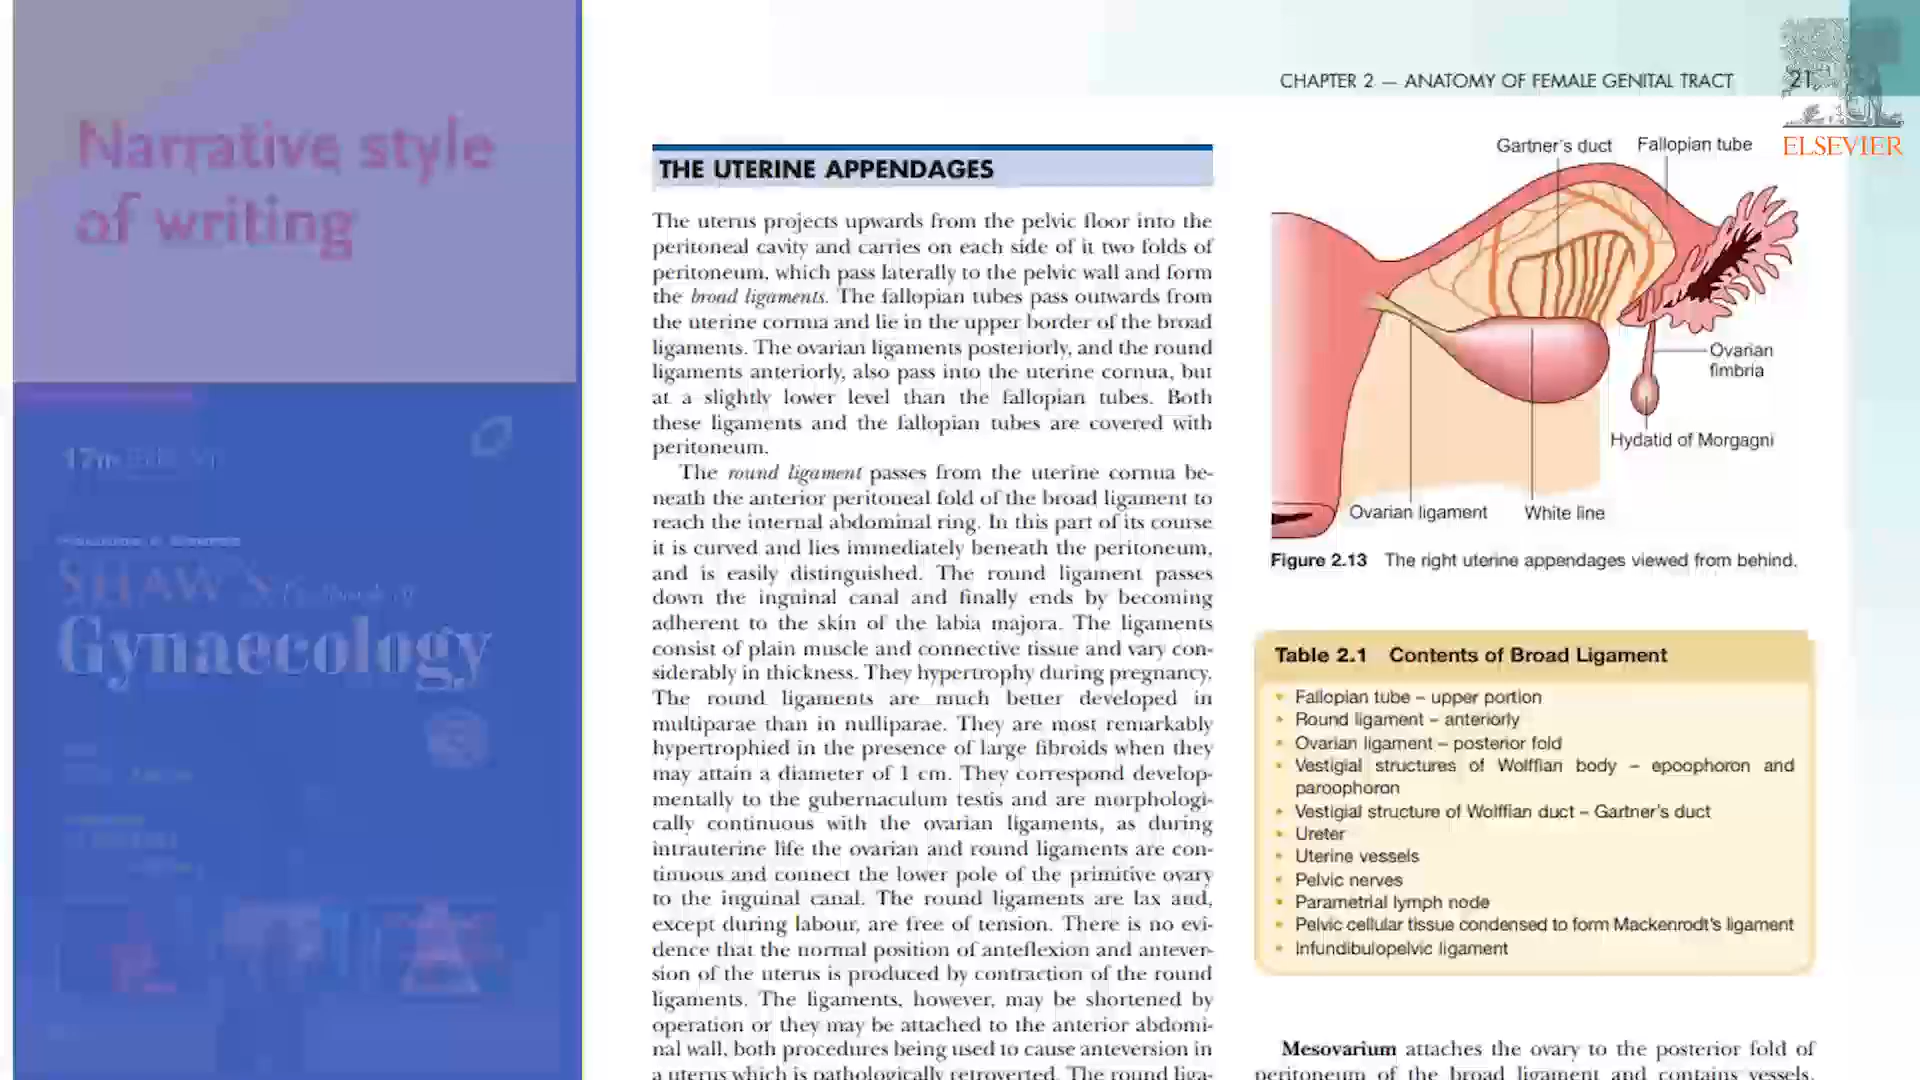 Narrative style
of writing
SHAW'S Textbook of
Gynaecology
CHAPTER 2 — ANATOMY OF FEMALE GENITAL TRACT 21
ELSEVIER
THE UTERINE APPENDAGES
The uterus projects upwards from the pelvic floor into the
peritoneal cavity and carries on each side of it two folds of
peritoneum, which pass laterally to the pelvic wall and form
the broad ligaments. The fallopian tubes pass outwards from
the uterine cornua and lie in the upper border of the broad
ligaments. The ovarian ligaments posteriorly, and the round
ligaments anteriorly, also pass into the uterine cornua, but
at a slightly lower level than the fallopian tubes. Both
these ligaments and the fallopian tubes are covered with
peritoneum.
The round ligament passes from the uterine cornua be-
neath the anterior peritoneal fold of the broad ligament to
reach the internal abdominal ring. In this part of its course
it is curved and lies immediately beneath the peritoneum,
and is easily distinguished. The round ligament passes
down the inguinal canal and finally ends by becoming
adherent to the skin of the labia majora. The ligaments
consist of plain muscle and connective tissue and vary con-
siderably in thickness. They hypertrophy during pregnancy.
The round ligaments are much better developed in
multiparae than in nulliparae. They are most remarkably
hypertrophied in the presence of large fibroids when they
may attain a diameter of 1 cm. They correspond develop-
mentally to the gubernaculum testis and are morphologi-
cally continuous with the ovarian ligaments, as during
intrauterine life the ovarian and round ligaments are con-
tinuous and connect the lower pole of the primitive ovary
to the inguinal canal. The round ligaments are lax and,
except during labour, are free of tension. There is no evi-
dence that the normal position of anteflexion and antever-
sion of the uterus is produced by contraction of the round
ligaments. The ligaments, however, may be shortened by
operation or they may be attached to the anterior abdomi-
nal wall, both procedures being used to cause anteversion in
a uterus which is pathologically retroverted. The round liga-
Gartner's duct Fallopian tube
Ovarian
fimbria
Hydatid of Morgagni
Ovarian ligament White line
Figure 2.13 The right uterine appendages viewed from behind.
Table 2.1 Contents of Broad Ligament
• Fallopian tube – upper portion
• Round ligament – anteriorly
• Ovarian ligament – posterior fold
• Vestigial structures of Wolffian body – epoophoron and
paroophoron
• Vestigial structure of Wolffian duct – Gartner's duct
• Ureter
• Uterine vessels
• Pelvic nerves
• Parametrial lymph node
• Pelvic cellular tissue condensed to form Mackenrodt's ligament
• Infundibulopelvic ligament
Mesovarium attaches the ovary to the posterior fold of
peritoneum of the broad ligament and contains vessels,